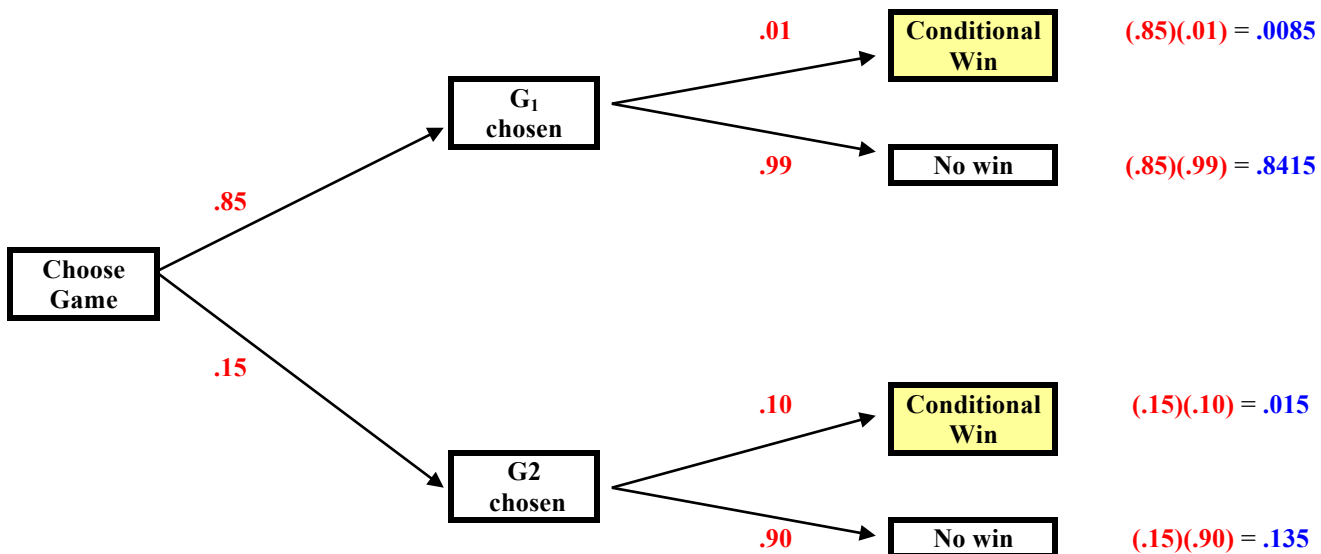 .01
Conditional
Win
(.85)(.01) = .0085
G₁
chosen
.99
No win
(.85)(.99) = .8415
.85
Choose
Game
.15
.10
Conditional
Win
(.15)(.10) = .015
G2
chosen
.90
No win
(.15)(.90) = .135